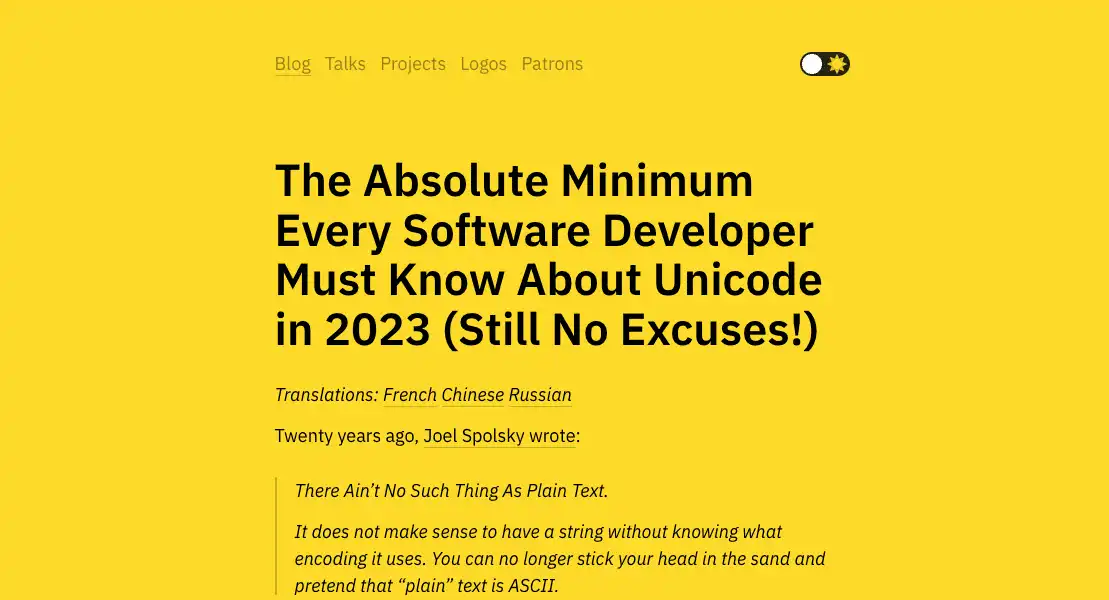 Blog Talks Projects Logos Patrons
The Absolute Minimum
Every Software Developer
Must Know About Unicode
in 2023 (Still No Excuses!)
Translations: French Chinese Russian
Twenty years ago, Joel Spolsky wrote:
There Ain’t No Such Thing As Plain Text.
It does not make sense to have a string without knowing what
encoding it uses. You can no longer stick your head in the sand and
pretend that “plain” text is ASCII.